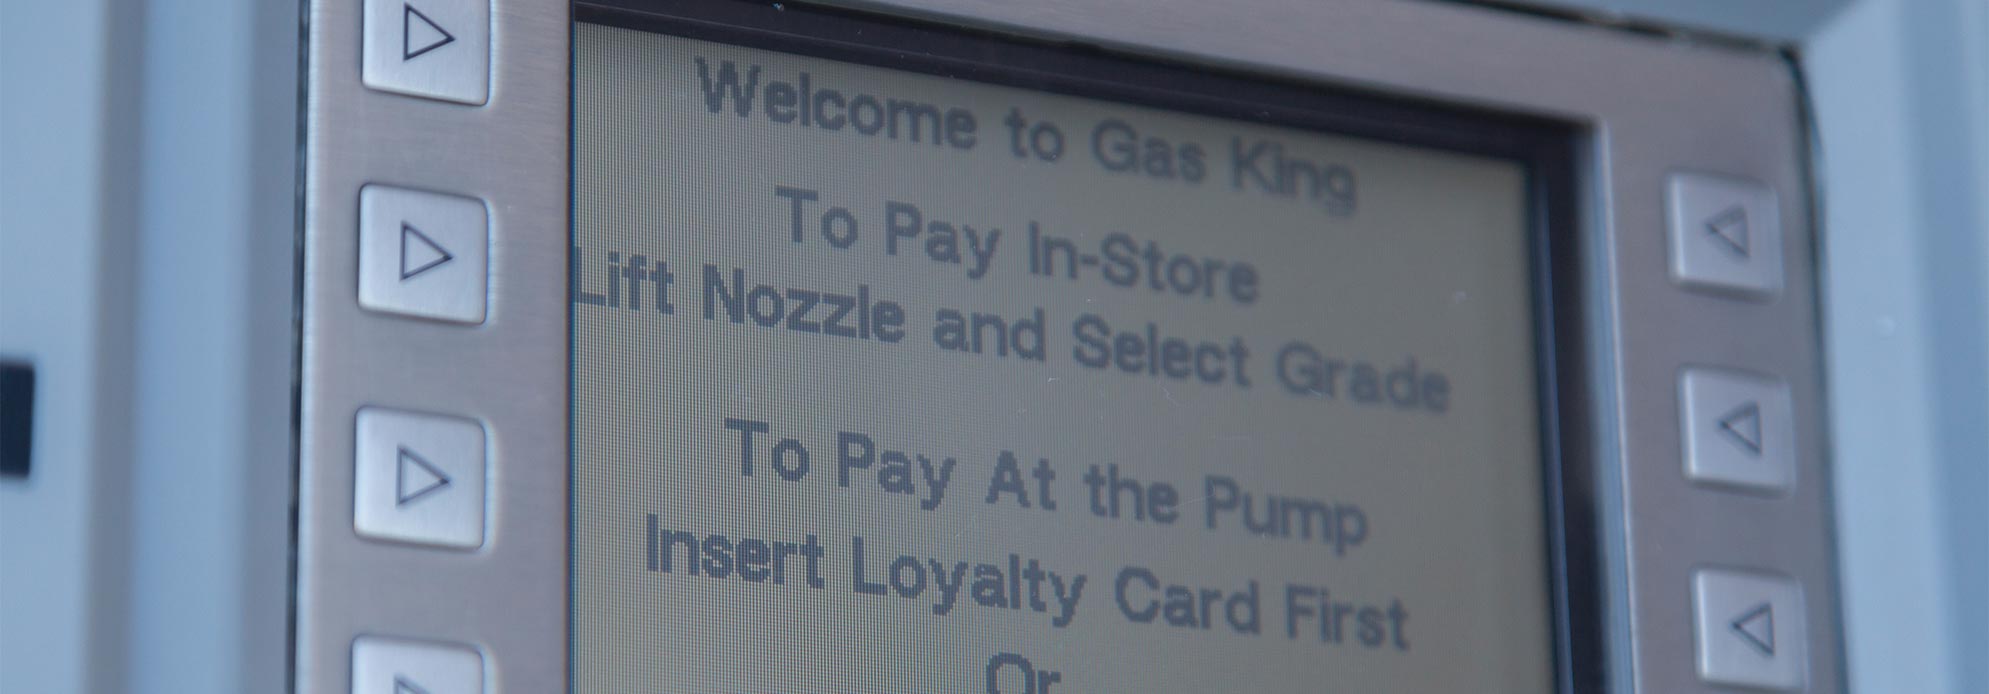 Welcome to Gas King
To Pay In-Store
Lift Nozzle and Select Grade
To Pay At the Pump
Insert Loyalty Card First
Or